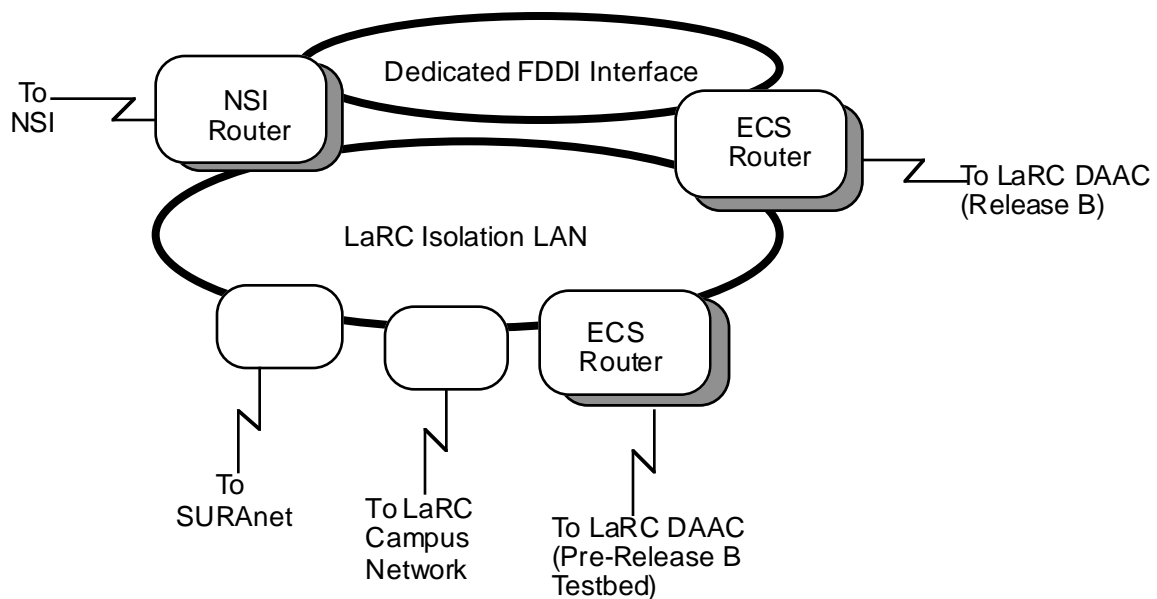 Dedicated FDDI Interface
To
NSI
NSI
Router
ECS
Router
To LaRC DAAC
(Release B)
LaRC Isolation LAN
ECS
Router
To
SURAnet
To LaRC
Campus
Network
To LaRC DAAC
(Pre-Release B
Testbed)